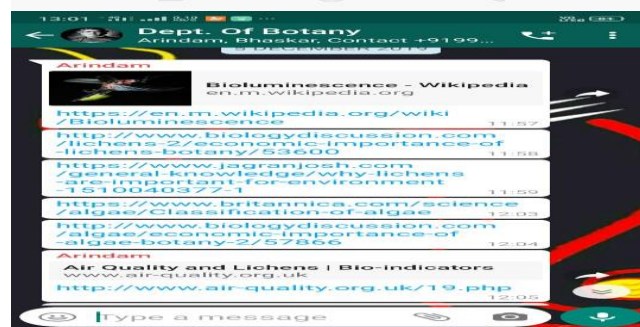 13:01
Dept. Of Botany
Arindam, Bhaskar, Contact +9199...
Arindam
Bioluminescence - Wikipedia
en.m.wikipedia.org
https://en.m.wikipedia.org/wiki
/Bioluminescence
11:57
http://www.biologydiscussion.com
/lichens-2/economic-importance-of
-lichens-botany/53600
11:58
https://www.jagranjosh.com
/general-knowledge/why-lichens
-are-important-for-environment
-1510040377-1
11:59
https://www.britannica.com/science
/algae/Classification-of-algae
12:03
http://www.biologydiscussion.com
/algae/economic-importance-of
-algae-botany-2/57866
12:04
Arindam
Air Quality and Lichens | Bio-indicators
www.air-quality.org.uk
http://www.air-quality.org.uk/19.php
12:05
Type a message